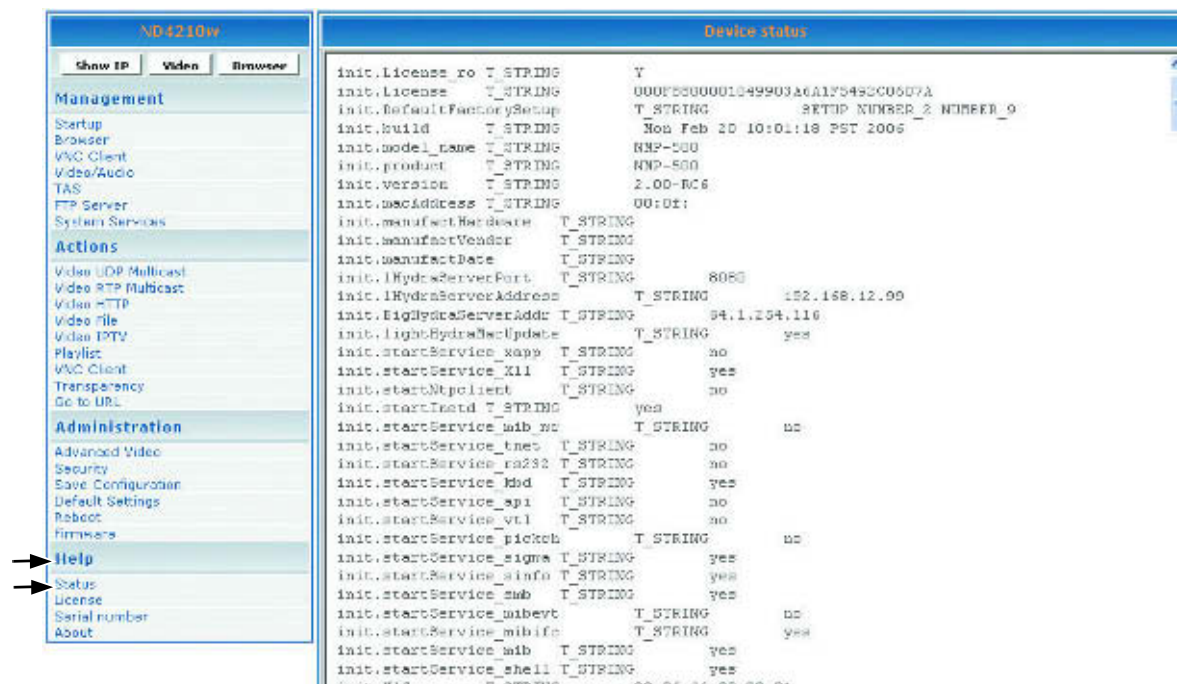 ND4210w
Show IP Video Browser
Management
Startup
Browser
VNC Client
Video/Audio
TAS
FTP Server
System Services
Actions
Video UDP Multicast
Video RTP Multicast
Video HTTP
Video File
Video IPTV
Playlist
VNC Client
Transparency
Go to URL
Administration
Advanced Video
Security
Save Configuration
Default Settings
Reboot
firmware
Help
Status
License
Serial number
About
Device status
init.License_ro T_STRING Y
init.License T_STRING
init.DefaultFactorySetup T_STRING SETUP NUMBER_2 NUMBER_9
init.build T_STRING Mon Feb 20 10:01:18 PST 2006
init.model_name T_STRING NMP-500
init.product T_STRING NMP-500
init.version T_STRING 2.00-RC6
init.macAddress T_STRING 00:0f:
init.manufactHardware T_STRING
init.manufactVendor T_STRING
init.manufactDate T_STRING
init.lHydraServerPort T_STRING 8080
init.lHydraServerAddress T_STRING 192.168.12.99
init.BigHydraServerAddr T_STRING 64.1.254.116
init.lightHydraMacUpdate T_STRING yes
init.startService_xapp T_STRING no
init.startService_X11 T_STRING yes
init.startNtpclient T_STRING no
init.startInetd T_STRING yes
init.startService_mib_nc T_STRING no
init.startService_tnet T_STRING no
init.startService_rs232 T_STRING no
init.startService_kbd T_STRING yes
init.startService_api T_STRING no
init.startService_vtl T_STRING no
init.startService_pickch T_STRING no
init.startService_sigma T_STRING yes
init.startService_sinfo T_STRING yes
init.startService_smb T_STRING yes
init.startService_mibevt T_STRING no
init.startService_mibifc T_STRING yes
init.startService_mib T_STRING yes
init.startService_shell T_STRING yes